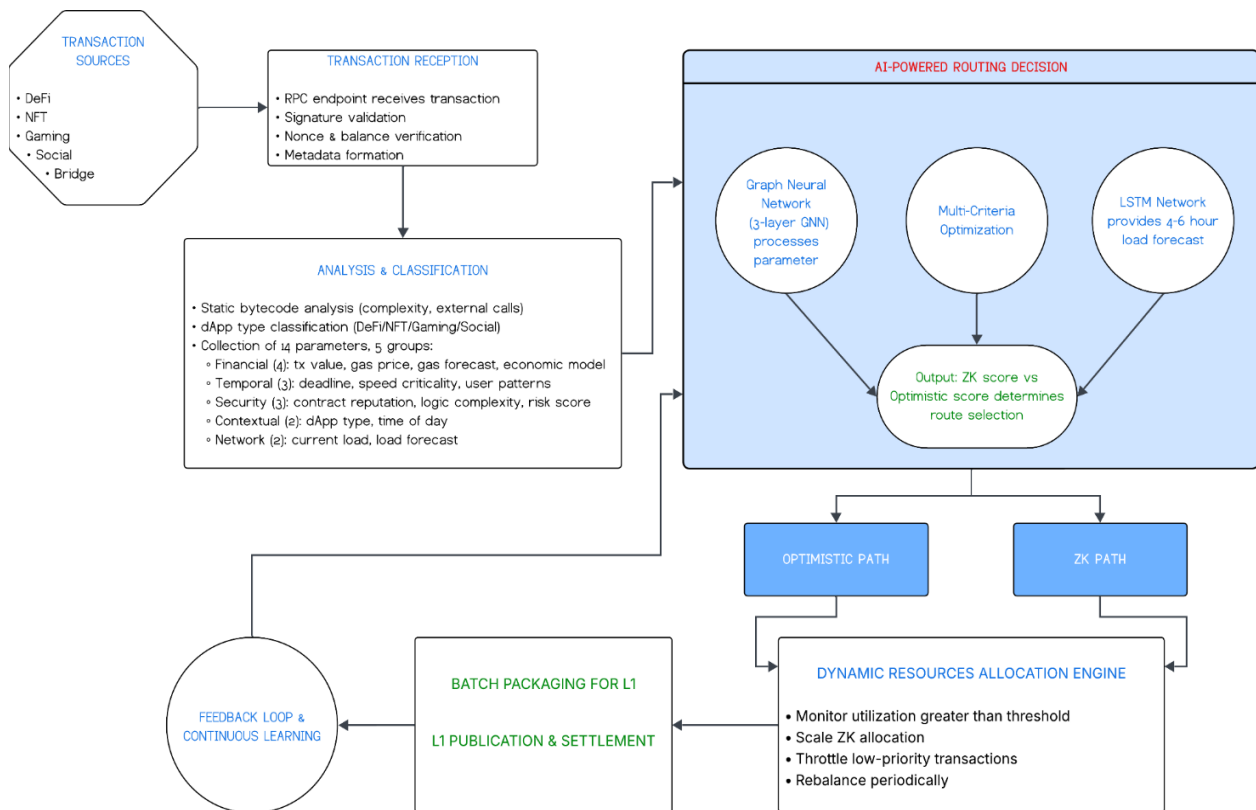 TRANSACTION
SOURCES
• DeFi
• NFT
• Gaming
• Social
• Bridge
TRANSACTION RECEPTION
• RPC endpoint receives transaction
• Signature validation
• Nonce & balance verification
• Metadata formation
ANALYSIS & CLASSIFICATION
• Static bytecode analysis (complexity, external calls)
• dApp type classification (DeFi/NFT/Gaming/Social)
• Collection of 14 parameters, 5 groups:
◦ Financial (4): tx value, gas price, gas forecast, economic model
◦ Temporal (3): deadline, speed criticality, user patterns
◦ Security (3): contract reputation, logic complexity, risk score
◦ Contextual (2): dApp type, time of day
◦ Network (2): current load, load forecast
AI-POWERED ROUTING DECISION
Graph Neural
Network
(3-layer GNN)
processes
parameter
Multi-Criteria
Optimization
LSTM Network
provides 4-6 hour
load forecast
Output: ZK score vs
Optimistic score determines
route selection
OPTIMISTIC PATH
ZK PATH
DYNAMIC RESOURCES ALLOCATION ENGINE
• Monitor utilization greater than threshold
• Scale ZK allocation
• Throttle low-priority transactions
• Rebalance periodically
BATCH PACKAGING FOR L1
L1 PUBLICATION & SETTLEMENT
FEEDBACK LOOP &
CONTINUOUS LEARNING